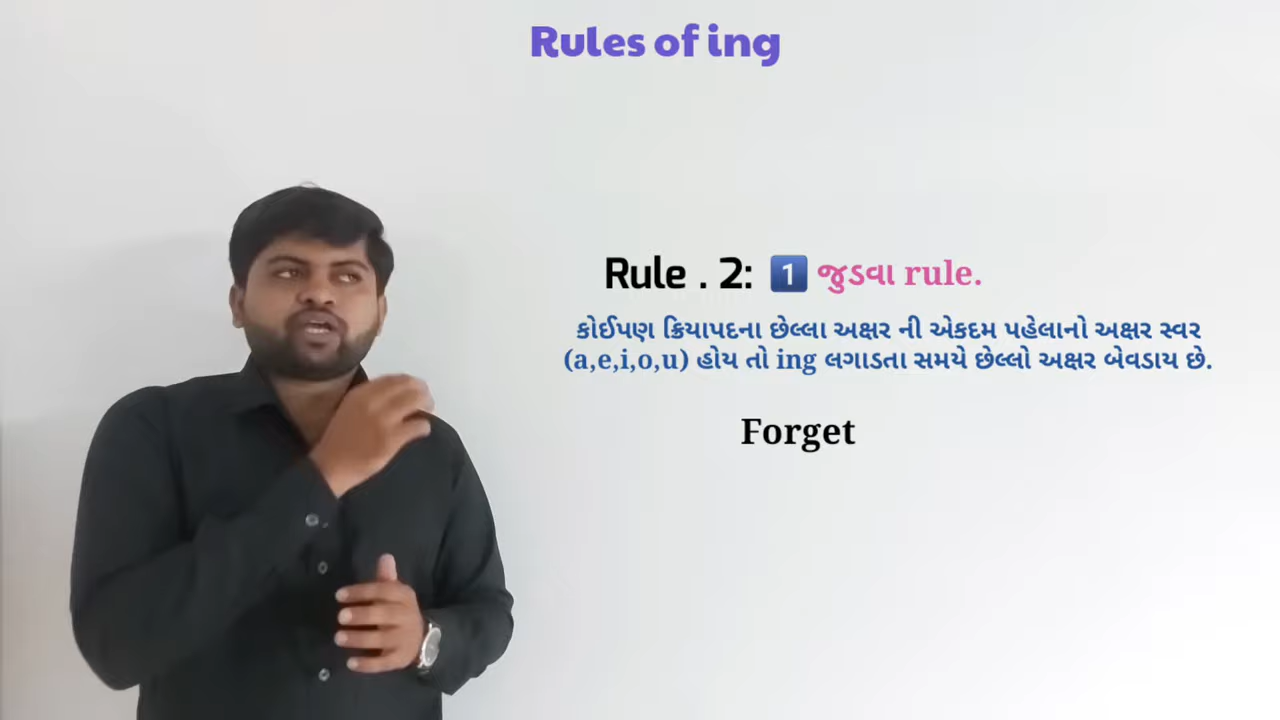 Rules of ing
Rule . 2: 1 જુડવા rule.
કોઈપણ ક્રિયાપદના છેલ્લા અક્ષર ની એકદમ પહેલાનો અક્ષર સ્વર
(a,e,i,o,u) હોય તો ing લગાડતા સમયે છેલ્લો અક્ષર બેવડાય છે.
Forget